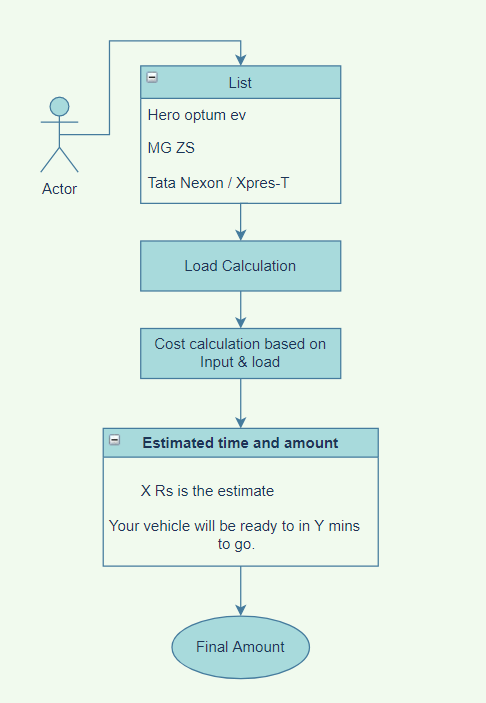 List
Hero optum ev
MG ZS
Tata Nexon / Xpres-T
Actor
Load Calculation
Cost calculation based on
Input & load
Estimated time and amount
X Rs is the estimate
Your vehicle will be ready to in Y mins
to go.
Final Amount